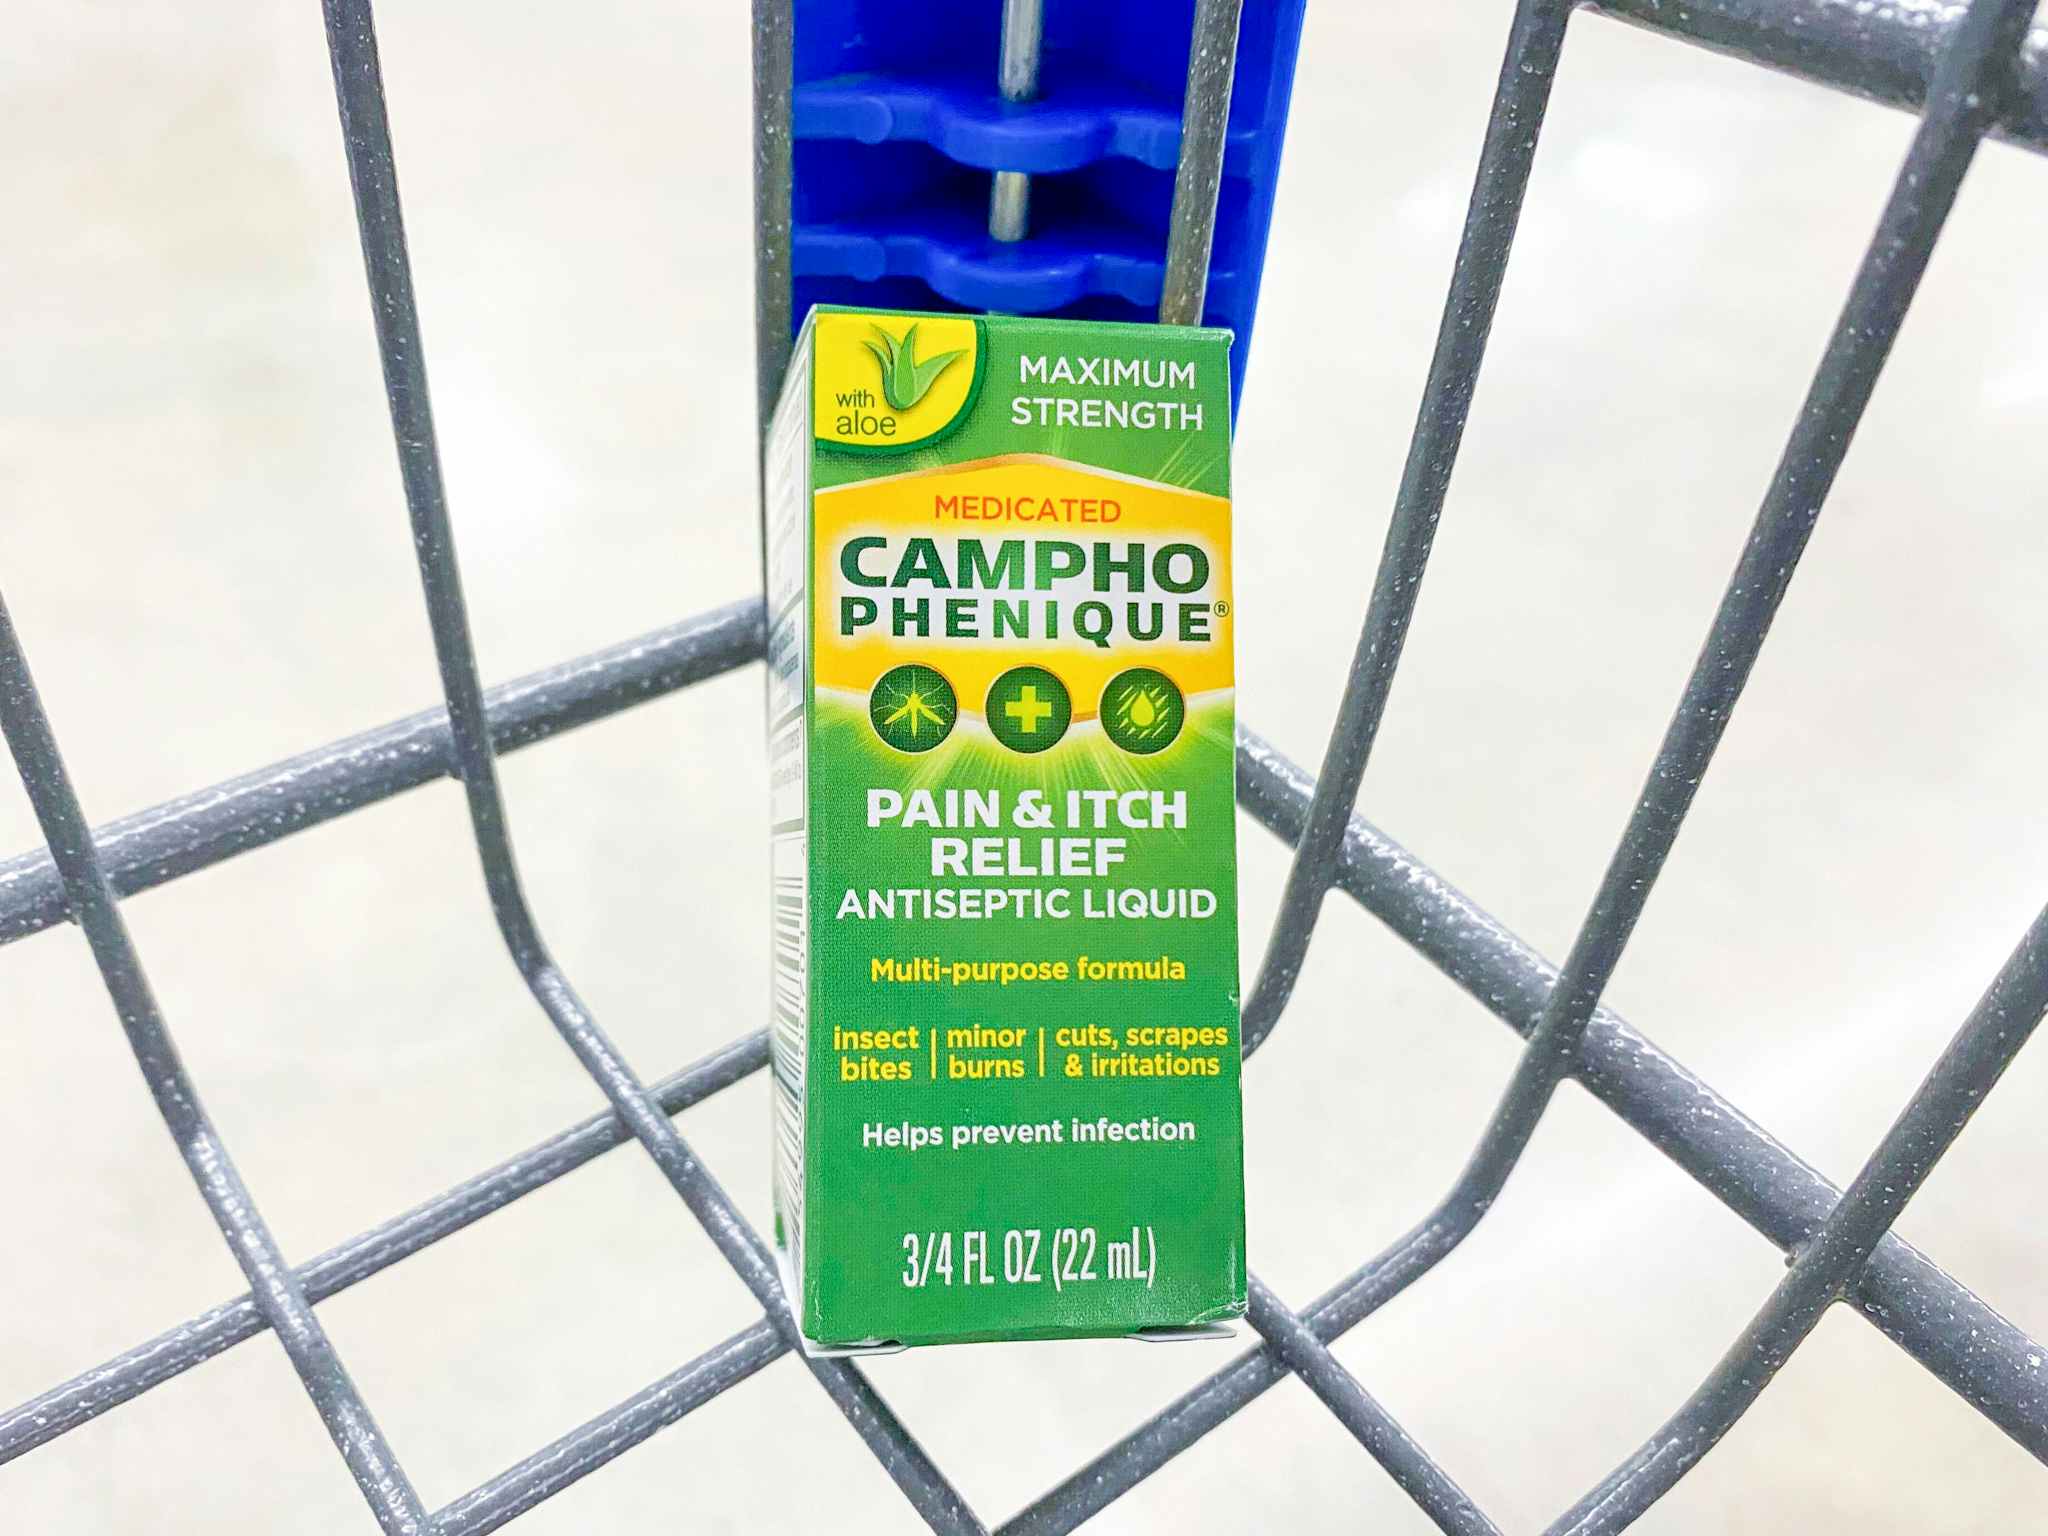 with
aloe
MAXIMUM
STRENGTH
MEDICATED
CAMPHO
PHENIQUE®
PAIN & ITCH
RELIEF
ANTISEPTIC LIQUID
Multi-purpose formula
insect bites | minor burns | cuts, scrapes & irritations
Helps prevent infection
3/4 FL OZ (22 mL)